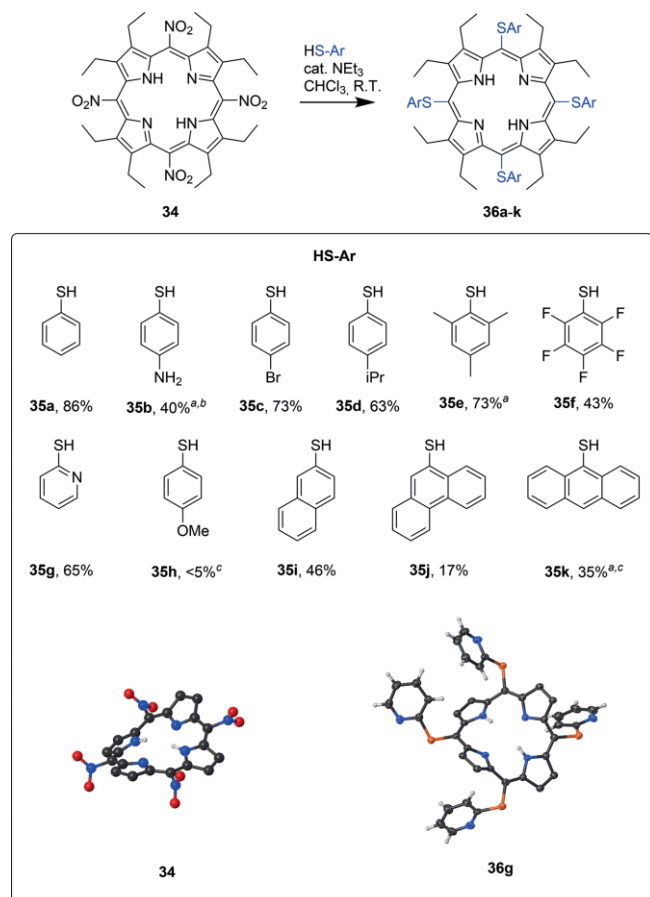 NO₂
NH
N
O₂N
NO₂
N
HN
NO₂
34
HS-Ar
cat. NEt₃
CHCl₃, R.T.
SAr
NH
N
ArS
SAr
N
HN
SAr
36a-k
HS-Ar
SH
SH
SH
SH
SH
SH
F
F
F
F
F
NH₂
Br
iPr
35a, 86%
35b, 40%ᵃ,ᵇ
35c, 73%
35d, 63%
35e, 73%ᵃ
35f, 43%
SH
N
SH
OMe
SH
SH
SH
35g, 65%
35h, <5%ᶜ
35i, 46%
35j, 17%
35k, 35%ᵃ,ᶜ
34
36g